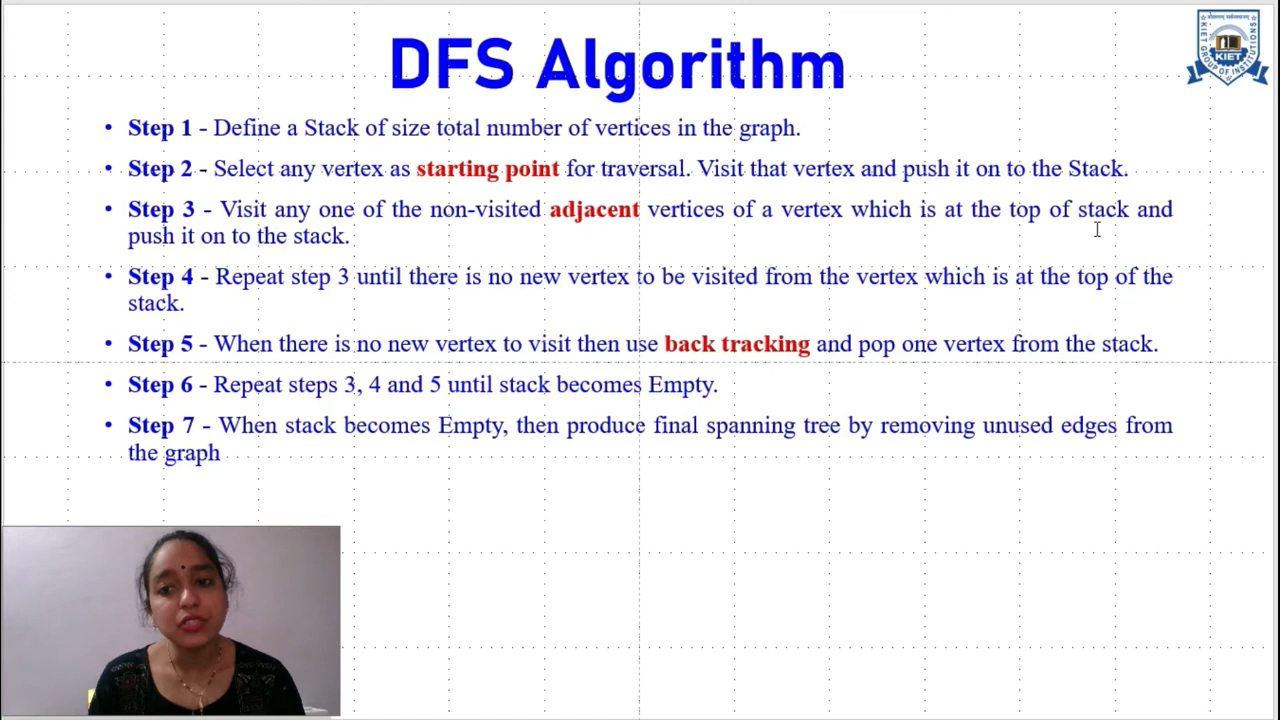 DFS Algorithm
KIET
KIET GROUP OF INSTITUTIONS
• Step 1 - Define a Stack of size total number of vertices in the graph.
• Step 2 - Select any vertex as starting point for traversal. Visit that vertex and push it on to the Stack.
• Step 3 - Visit any one of the non-visited adjacent vertices of a vertex which is at the top of stack and
push it on to the stack.
• Step 4 - Repeat step 3 until there is no new vertex to be visited from the vertex which is at the top of the
stack.
• Step 5 - When there is no new vertex to visit then use back tracking and pop one vertex from the stack.
• Step 6 - Repeat steps 3, 4 and 5 until stack becomes Empty.
• Step 7 - When stack becomes Empty, then produce final spanning tree by removing unused edges from
the graph